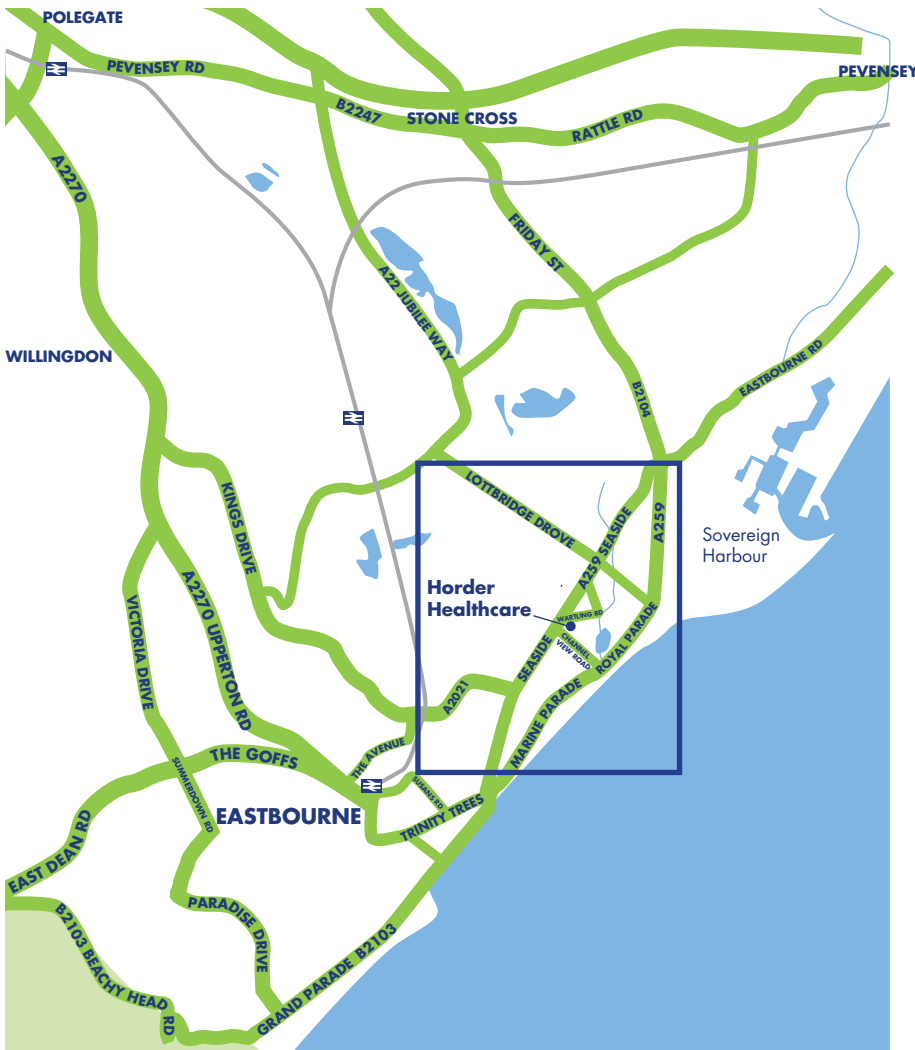 POLEGATE
PEVENSEY RD
PEVENSEY
B2247
STONE CROSS
RATTLE RD
A2270
FRIDAY ST
A22 JUBILEE WAY
WILLINGDON
EASTBOURNE RD
B2104
KINGS DRIVE
LOTTBRIDGE DROVE
A259 SEASIDE
A259
Sovereign
Harbour
Horder
Healthcare
WARTLING RD
CHANNEL
VIEW ROAD
ROYAL PARADE
SEASIDE
VICTORIA DRIVE
A2270 UPPERTON RD
A2021
MARINE PARADE
THE AVENUE
THE GOFFS
SUMMERDOWN RD
SUSANS RD
EASTBOURNE
TRINITY TREES
EAST DEAN RD
PARADISE DRIVE
B2103 BEACHY HEAD
RD
GRAND PARADE B2103